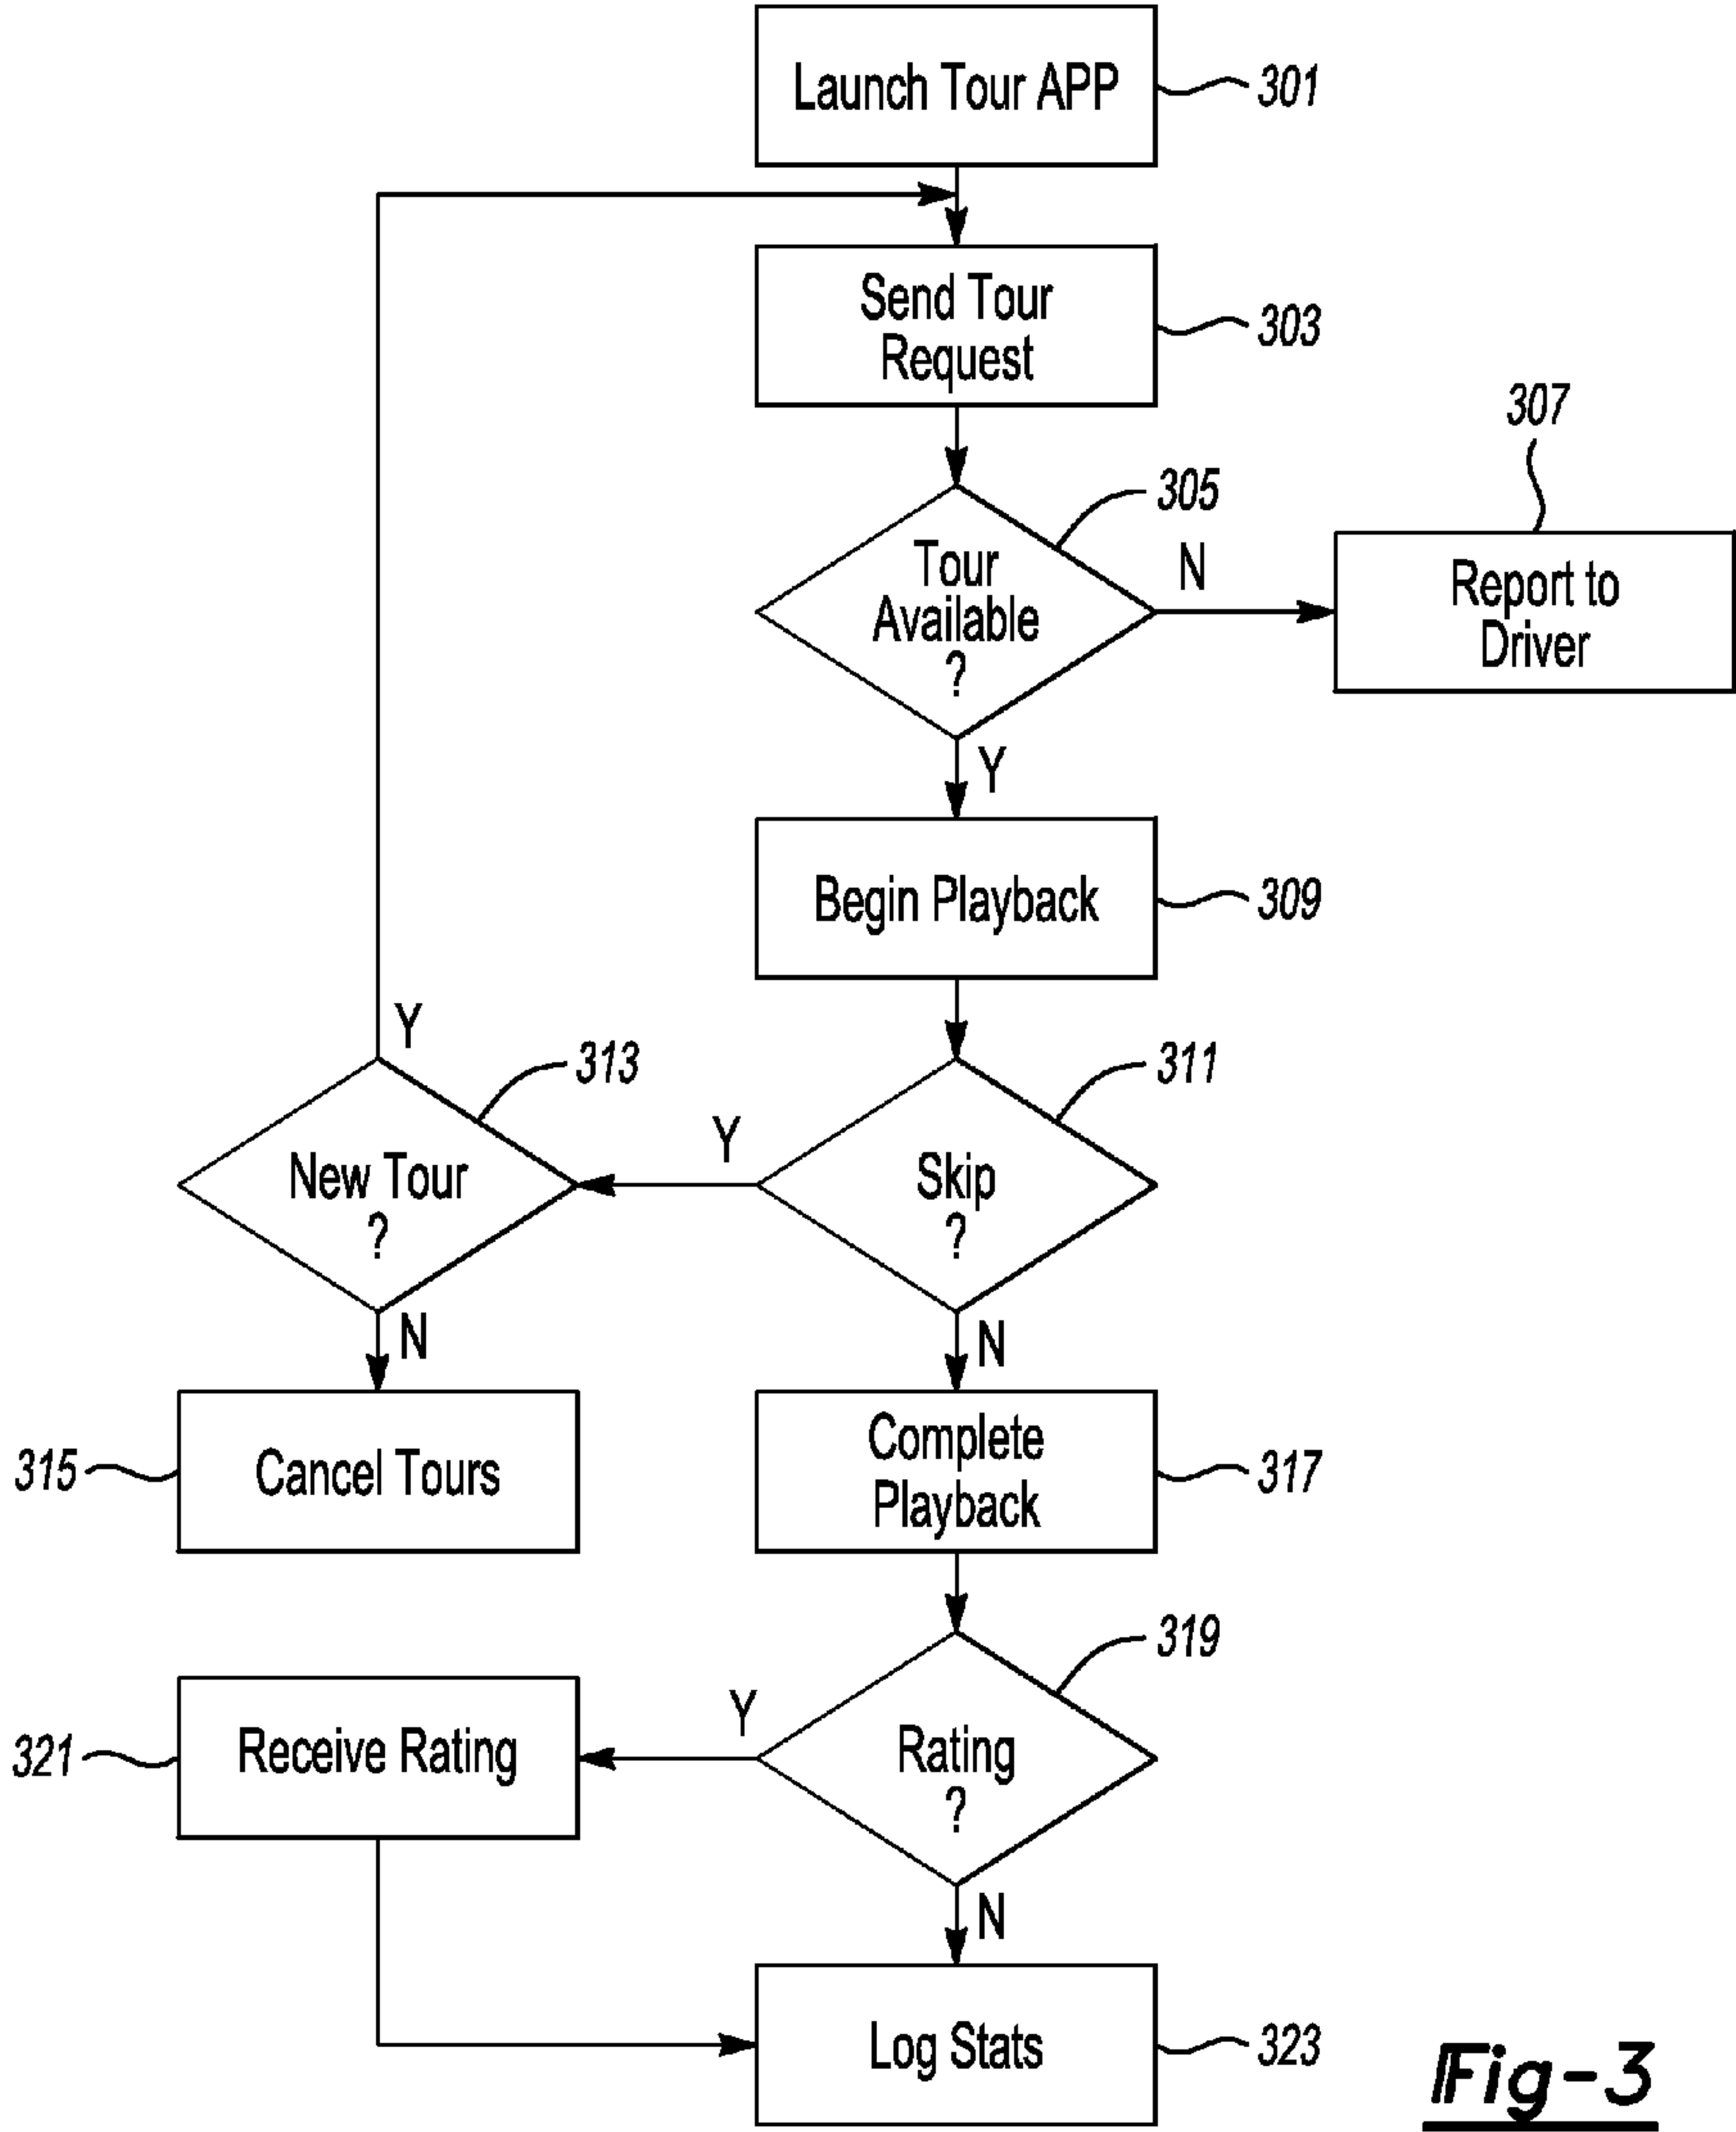 Launch Tour APP
301
Send Tour
Request
303
307
305
Tour
Available
?
N
Report to
Driver
Y
Begin Playback
309
Y
313
311
New Tour
?
Y
Skip
?
N
N
315
Cancel Tours
Complete
Playback
317
319
321
Receive Rating
Y
Rating
?
N
Log Stats
323
Fig-3